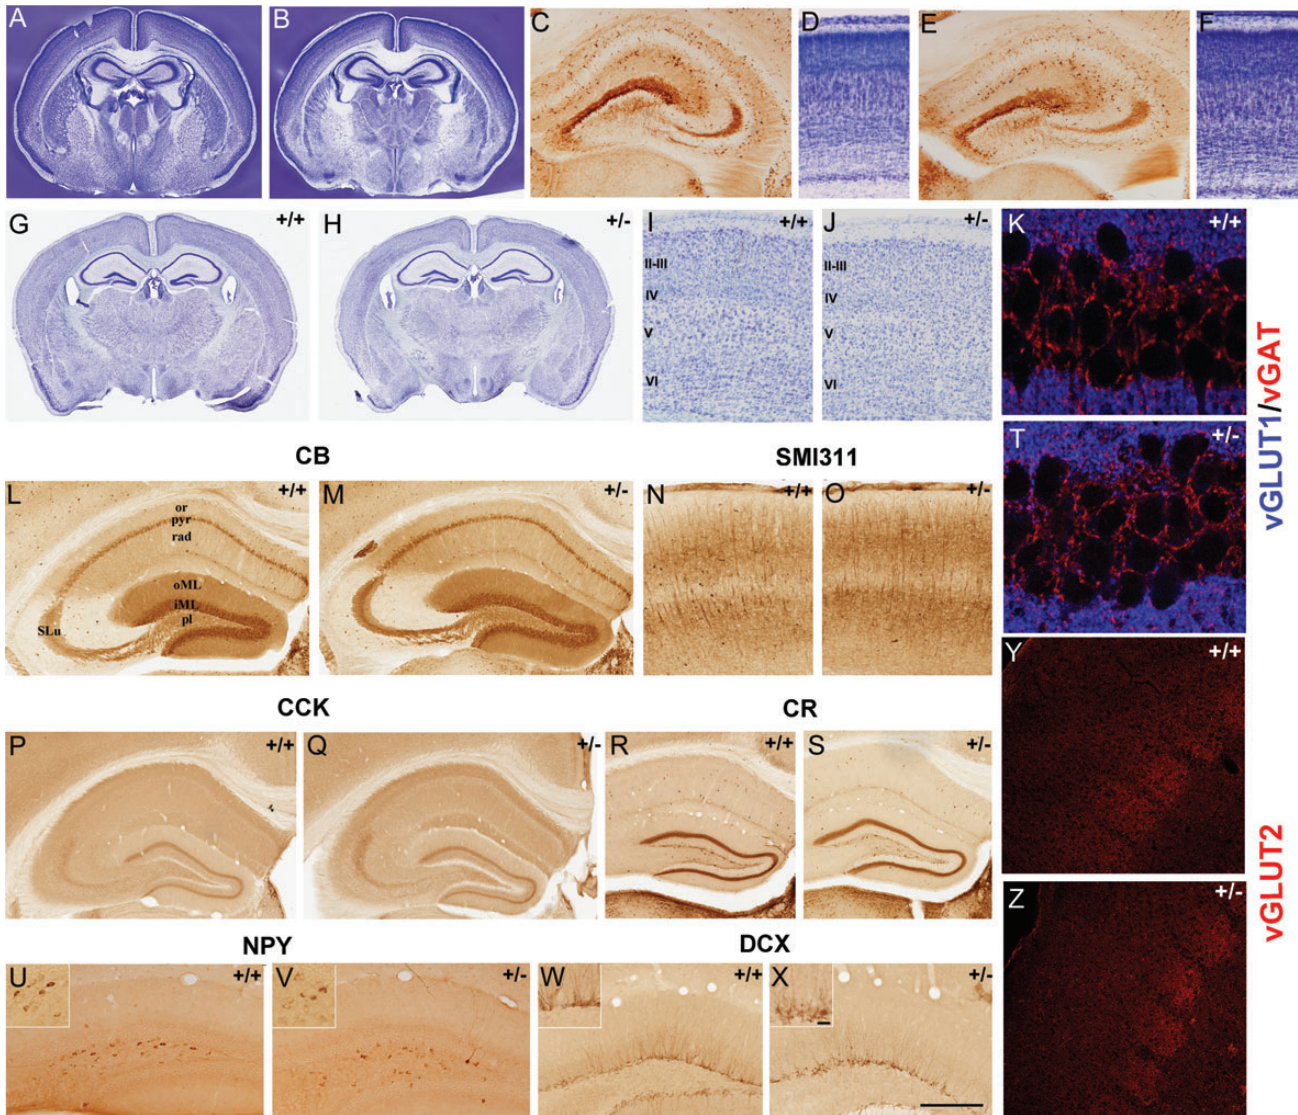 A B C D E F
G +/+ H +/- I +/+ J +/- K +/+
II-III II-III
IV IV
V V
VI VI
T +/-
vGLUT1/vGAT
CB SMI311
L +/+ M +/- N +/+ O +/-
or
pyr
rad
oML
iML
pl
SLu
Y +/+
CCK CR
P +/+ Q +/- R +/+ S +/-
Z +/-
vGLUT2
NPY DCX
U +/+ V +/- W +/+ X +/-